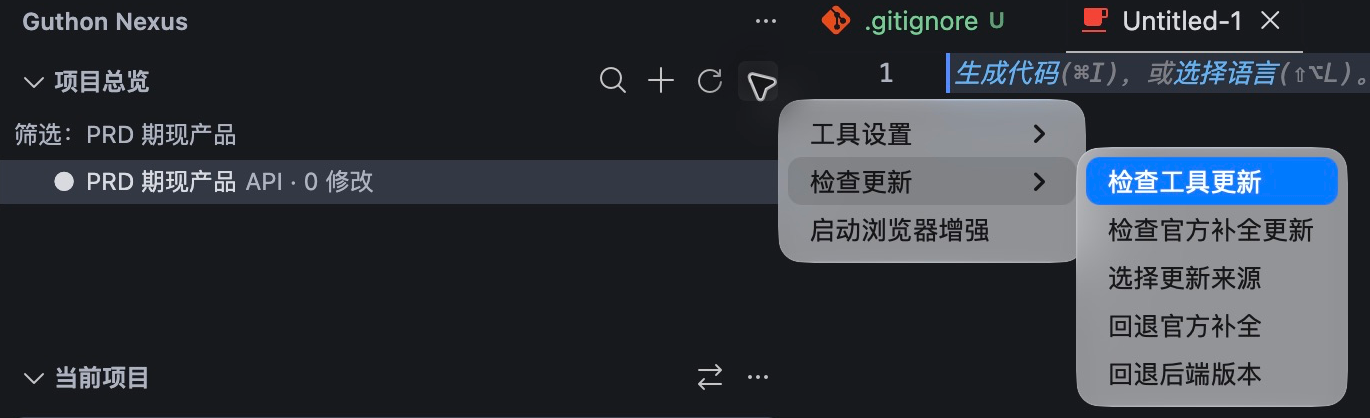 Guthon Nexus
.gitignore U
Untitled-1
项目总览
1
生成代码(⌘I)，或选择语言(⇧⌥L)。
筛选：PRD 期现产品
PRD 期现产品 API · 0 修改
工具设置
检查更新
启动浏览器增强
检查工具更新
检查官方补全更新
选择更新来源
回退官方补全
回退后端版本
当前项目